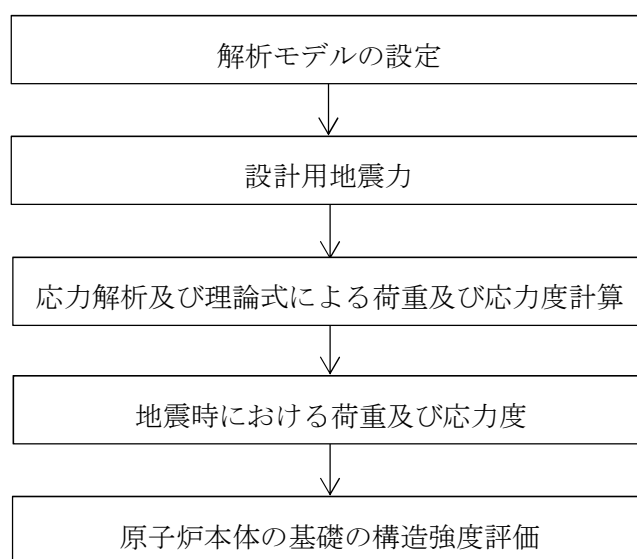 解析モデルの設定
設計用地震力
応力解析及び理論式による荷重及び応力度計算
地震時における荷重及び応力度
原子炉本体の基礎の構造強度評価